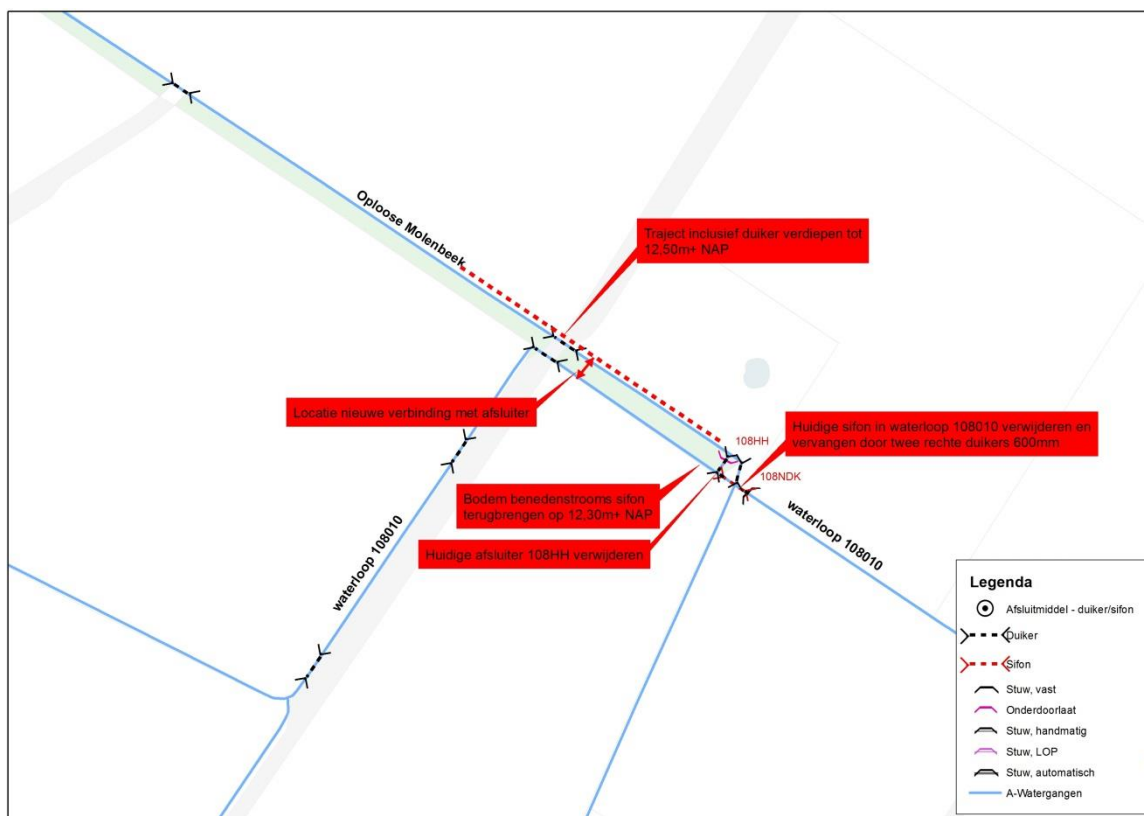 Oploose Molenbeek
Traject inclusief duiker verdiepen tot
12,50m+ NAP
Locatie nieuwe verbinding met afsluiter
Huidige sifon in waterloop 108010 verwijderen en
vervangen door twee rechte duikers 600mm
108HH
108NDK
Bodem benedenstrooms sifon
terugbrengen op 12,30m+ NAP
Huidige afsluiter 108HH verwijderen
waterloop 108010
waterloop 108010
Legenda
Afsluitmiddel - duiker/sifon
Duiker
Sifon
Stuw, vast
Onderdoorlaat
Stuw, handmatig
Stuw, LOP
Stuw, automatisch
A-Watergangen